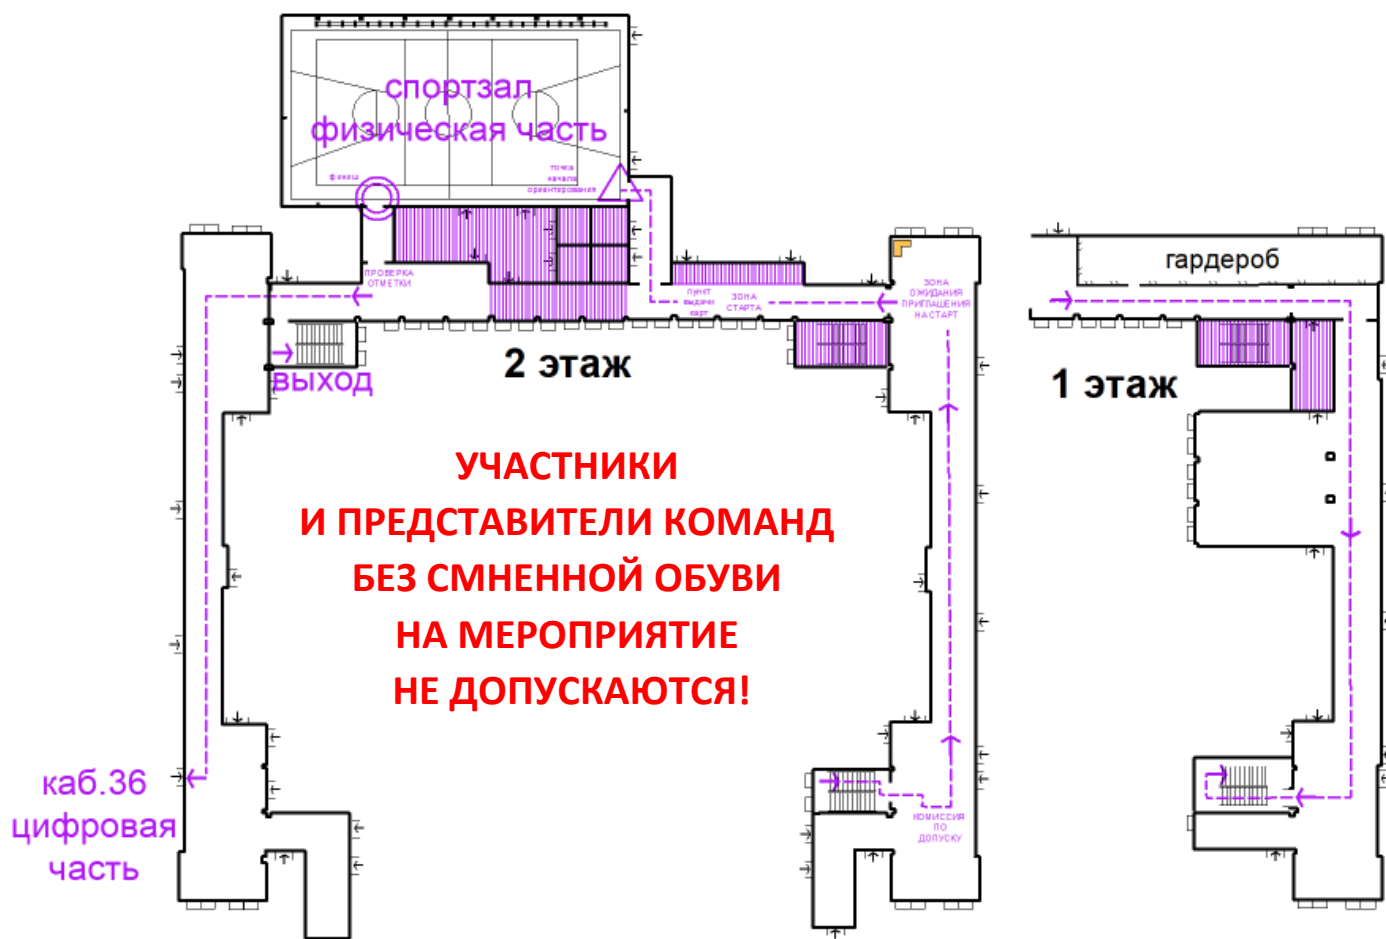 спортзал
физическая часть
финиш
точка
начала
ориентирования
ПРОВЕРКА
ОТМЕТКИ
пункт
выдачи
карт
ЗОНА
СТАРТА
ЗОНА
ОЖИДАНИЯ
ПРИГЛАШЕНИЯ
НА СТАРТ
гардероб
2 этаж
выход
1 этаж
УЧАСТНИКИ
И ПРЕДСТАВИТЕЛИ КОМАНД
БЕЗ СМНЕННОЙ ОБУВИ
НА МЕРОПРИЯТИЕ
НЕ ДОПУСКАЮТСЯ!
каб.36
цифровая
часть
КОМИССИЯ
ПО
ДОПУСКУ